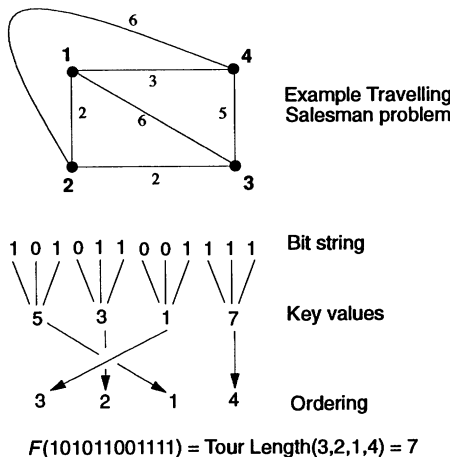 6
1
4
3
2
6
5
Example Travelling
Salesman problem
2
2
3
1 0 1 0 1 1 0 0 1 1 1 1
Bit string
5 3 1 7
Key values
3 2 1 4
Ordering
F(101011001111) = Tour Length(3,2,1,4) = 7